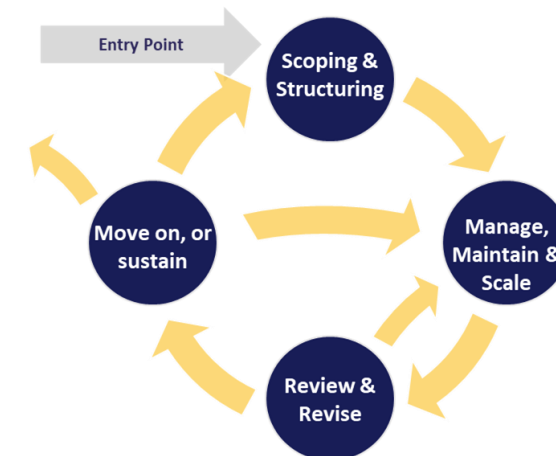 Entry Point
Scoping &
Structuring
Move on, or
sustain
Manage,
Maintain &
Scale
Review &
Revise